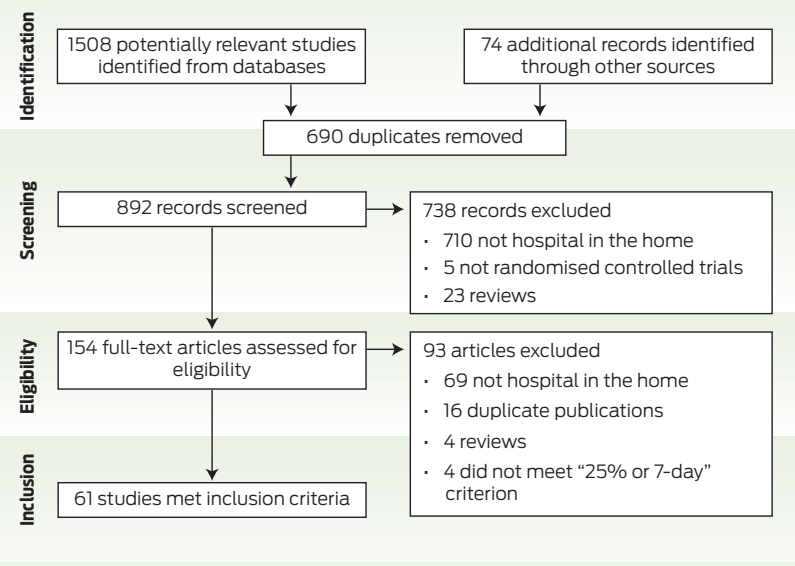 Identification
1508 potentially relevant studies
identified from databases
74 additional records identified
through other sources
690 duplicates removed
Screening
892 records screened
738 records excluded
· 710 not hospital in the home
· 5 not randomised controlled trials
· 23 reviews
Eligibility
154 full-text articles assessed for
eligibility
93 articles excluded
· 69 not hospital in the home
· 16 duplicate publications
· 4 reviews
· 4 did not meet “25% or 7-day”
criterion
Inclusion
61 studies met inclusion criteria